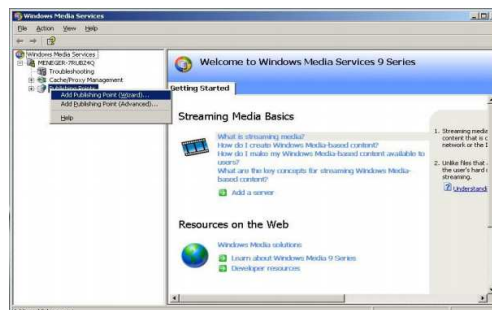 Windows Media Services
File Action View Help
Windows Media Services
MENEGER-7RUBZ4Q
Troubleshooting
Cache/Proxy Management
Publishing Points
Add Publishing Point (Wizard)...
Add Publishing Point (Advanced)...
Help
Welcome to Windows Media Services 9 Series
Getting Started
Streaming Media Basics
What is streaming media?
How do I create Windows Media-based content?
How do I make my Windows Media-based content available to
users?
What are the key concepts for streaming Windows Media-
based content?
Add a server
Resources on the Web
Windows Media solutions
Learn about Windows Media 9 Series
Developer resources
1. Streaming media
content that is c
network or the I
2. Unlike files that
the user's hard
streaming.
Understandi